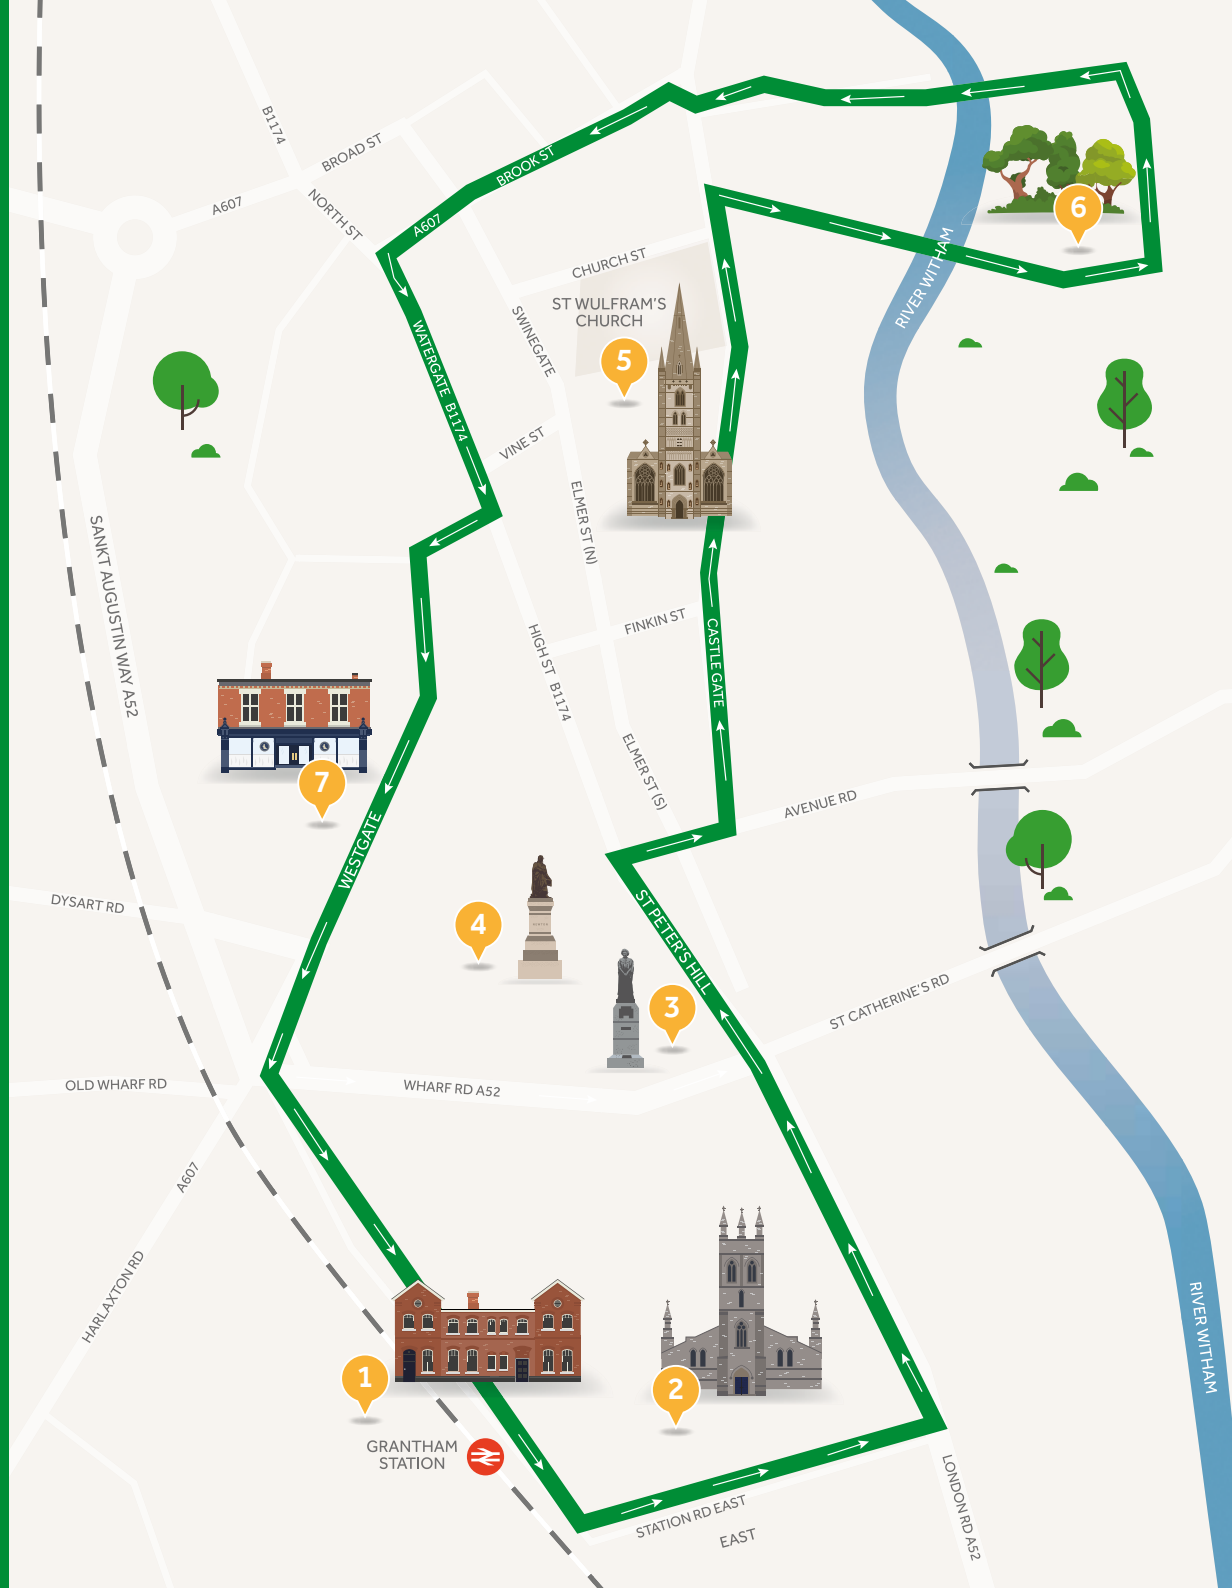 B1174
BROAD ST
A607
NORTH ST
BROOK ST
A607
6
RIVER WITHAM
CHURCH ST
ST WULFRAM'S
CHURCH
5
SWINEGATE
WATERGATE B1174
VINE ST
ELMER ST (N)
SANKT AUGUSTIN WAY A52
FINKIN ST
CASTLE GATE
HIGH ST B1174
ELMER ST (S)
7
AVENUE RD
WESTGATE
DYSART RD
4
ST PETER'S HILL
3
ST CATHERINE'S RD
OLD WHARF RD
WHARF RD A52
A607
HARLAXTON RD
RIVER WITHAM
1
2
GRANTHAM
STATION
STATION RD EAST
EAST
LONDON RD A52